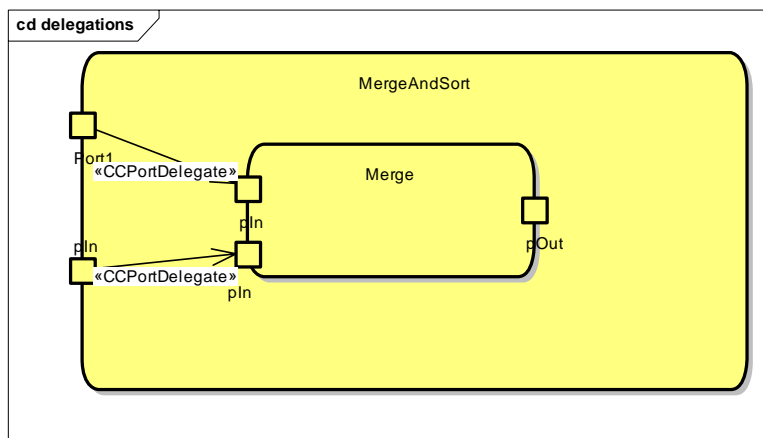 cd delegations
MergeAndSort
Port1
«CCPortDelegate»
Merge
pIn
pIn
pOut
«CCPortDelegate»
pIn